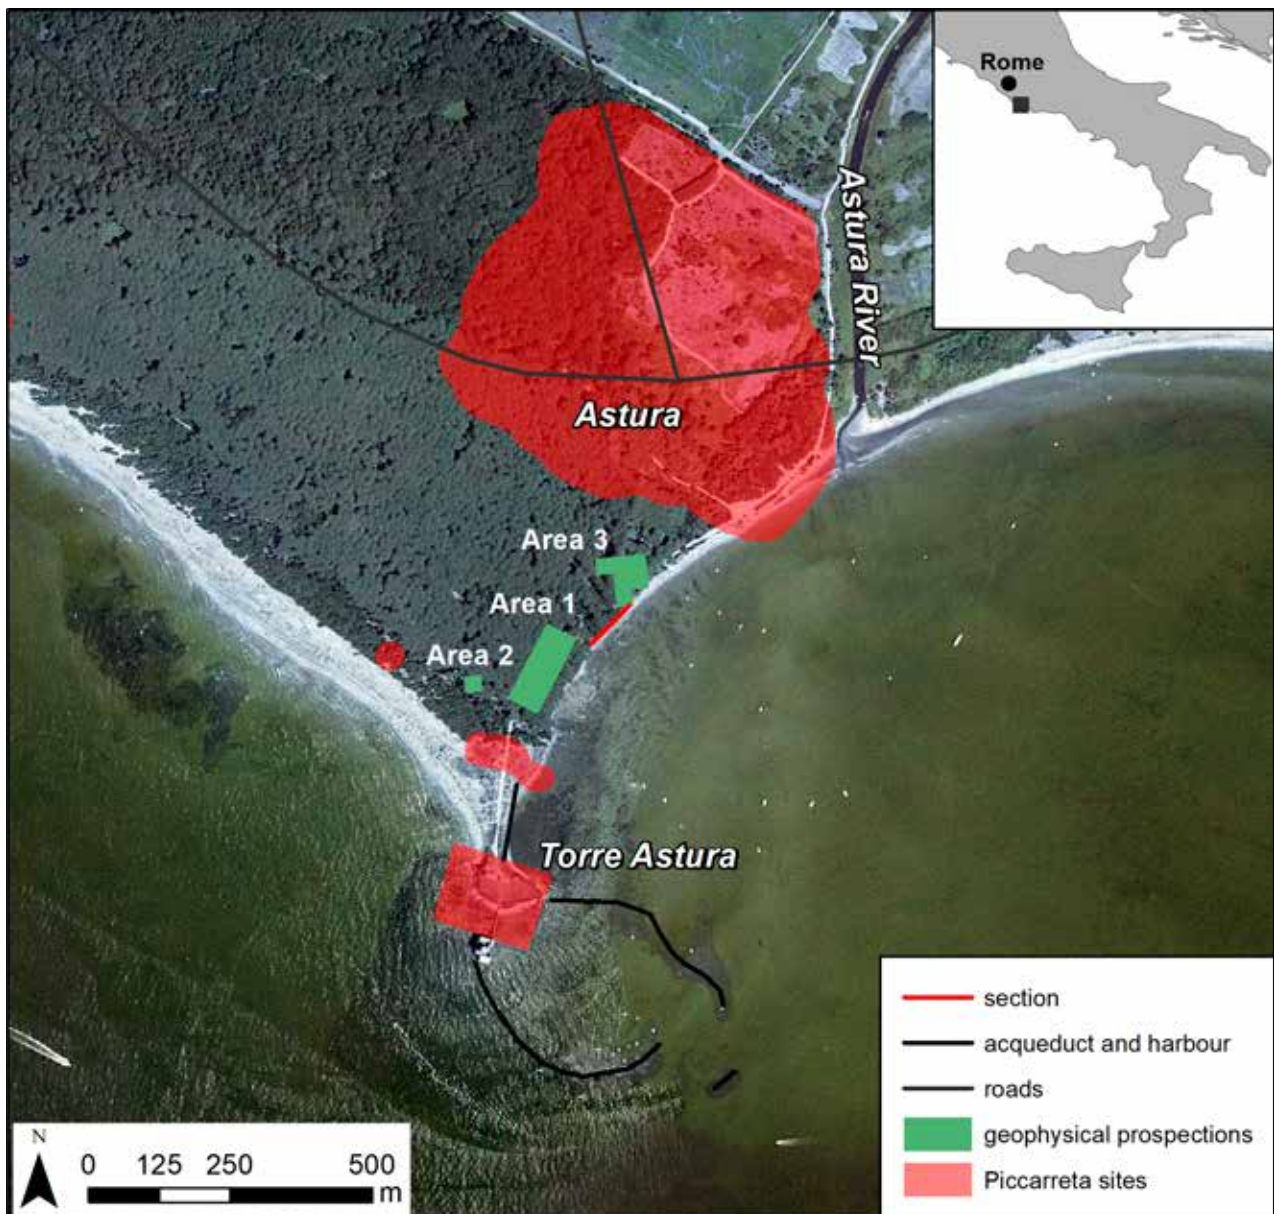 Rome
Astura River
Astura
Area 3
Area 1
Area 2
Torre Astura
section
acqueduct and harbour
roads
geophysical prospections
Piccarreta sites
N
0 125 250 500
m